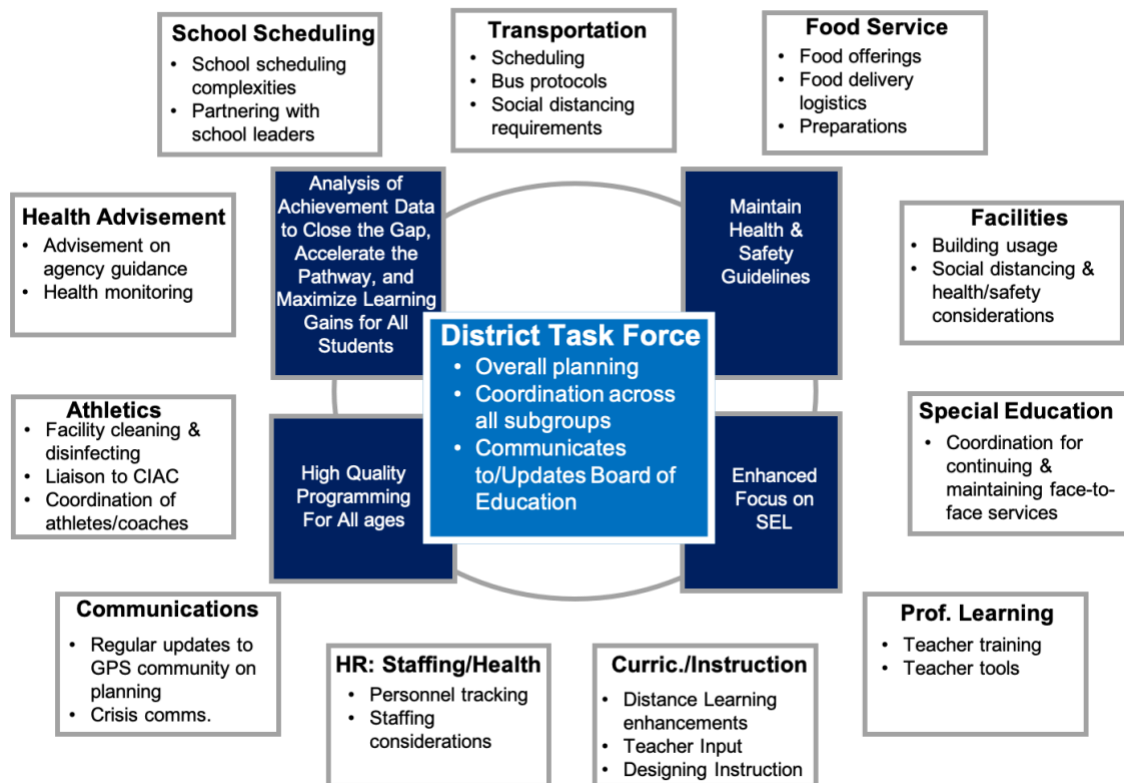 School Scheduling
• School scheduling
complexities
• Partnering with
school leaders
Transportation
• Scheduling
• Bus protocols
• Social distancing
requirements
Food Service
• Food offerings
• Food delivery
logistics
• Preparations
Health Advisement
• Advisement on
agency guidance
• Health monitoring
Analysis of
Achievement Data
to Close the Gap,
Accelerate the
Pathway, and
Maximize Learning
Gains for All
Students
Maintain
Health &
Safety
Guidelines
Facilities
• Building usage
• Social distancing &
health/safety
considerations
District Task Force
• Overall planning
• Coordination across
all subgroups
• Communicates
to/Updates Board of
Education
Athletics
• Facility cleaning &
disinfecting
• Liaison to CIAC
• Coordination of
athletes/coaches
High Quality
Programming
For All ages
Enhanced
Focus on
SEL
Special Education
• Coordination for
continuing &
maintaining face-to-
face services
Communications
• Regular updates to
GPS community on
planning
• Crisis comms.
HR: Staffing/Health
• Personnel tracking
• Staffing
considerations
Curric./Instruction
• Distance Learning
enhancements
• Teacher Input
• Designing Instruction
Prof. Learning
• Teacher training
• Teacher tools